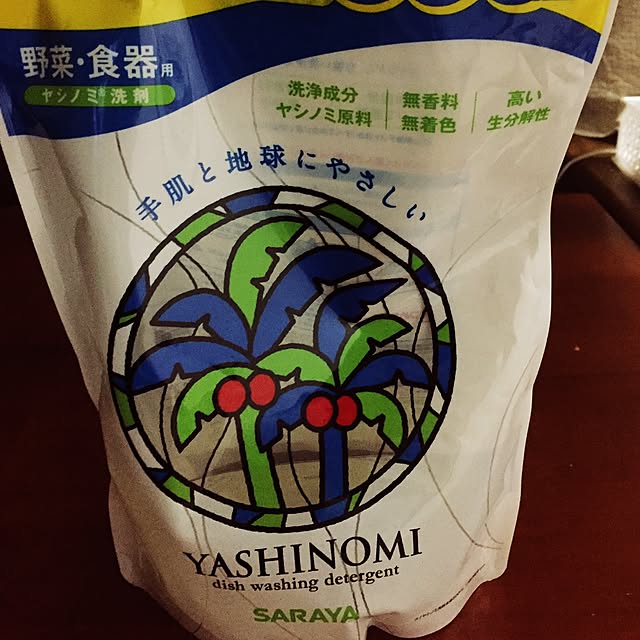 野菜・食器用
ヤシノミ洗剤
洗浄成分
ヤシノミ原料
無香料
無着色
高い
生分解性
手肌と地球にやさしい
YASHINOMI
dish washing detergent
SARAYA